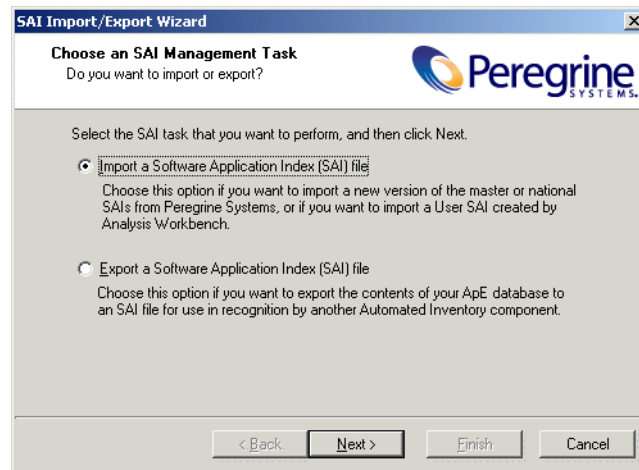 SAI Import/Export Wizard
Choose an SAI Management Task
Do you want to import or export?
Peregrine
SYSTEMS
Select the SAI task that you want to perform, and then click Next.
Import a Software Application Index (SAI) file
Choose this option if you want to import a new version of the master or national
SAIs from Peregrine Systems, or if you want to import a User SAI created by
Analysis Workbench.
Export a Software Application Index (SAI) file
Choose this option if you want to export the contents of your ApE database to
an SAI file for use in recognition by another Automated Inventory component.
< Back
Next >
Finish
Cancel